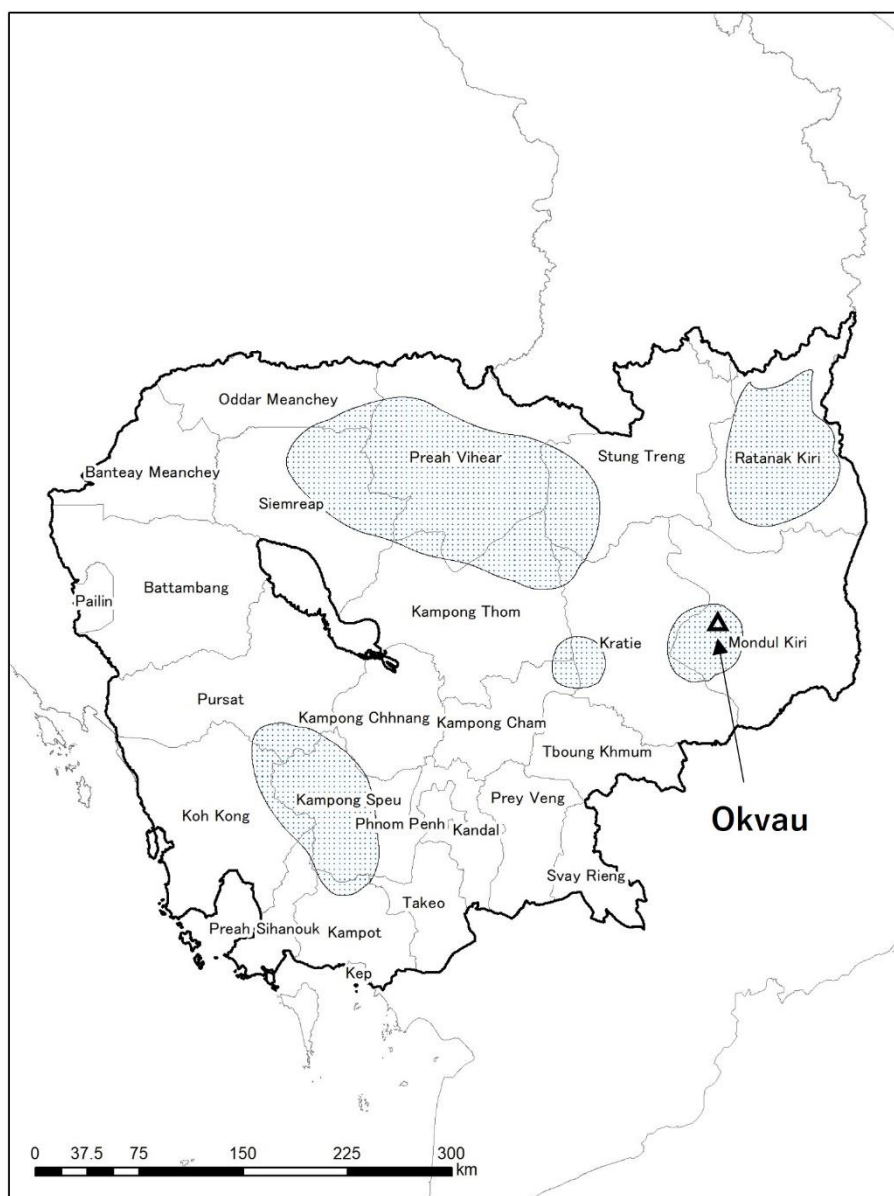 Oddar Meanchey
Preah Vihear
Stung Treng
Ratanak Kiri
Banteay Meanchey
Siemreap
Battambang
Pailin
Kampong Thom
Kratie
Mondul Kiri
Pursat
Kampong Chhnang
Kampong Cham
Tboung Khmum
Koh Kong
Kampong Speu
Prey Veng
Phnom Penh
Kandal
Okvau
Svay Rieng
Takeo
Preah Sihanouk
Kampot
Kep
0 37.5 75 150 225 300
km